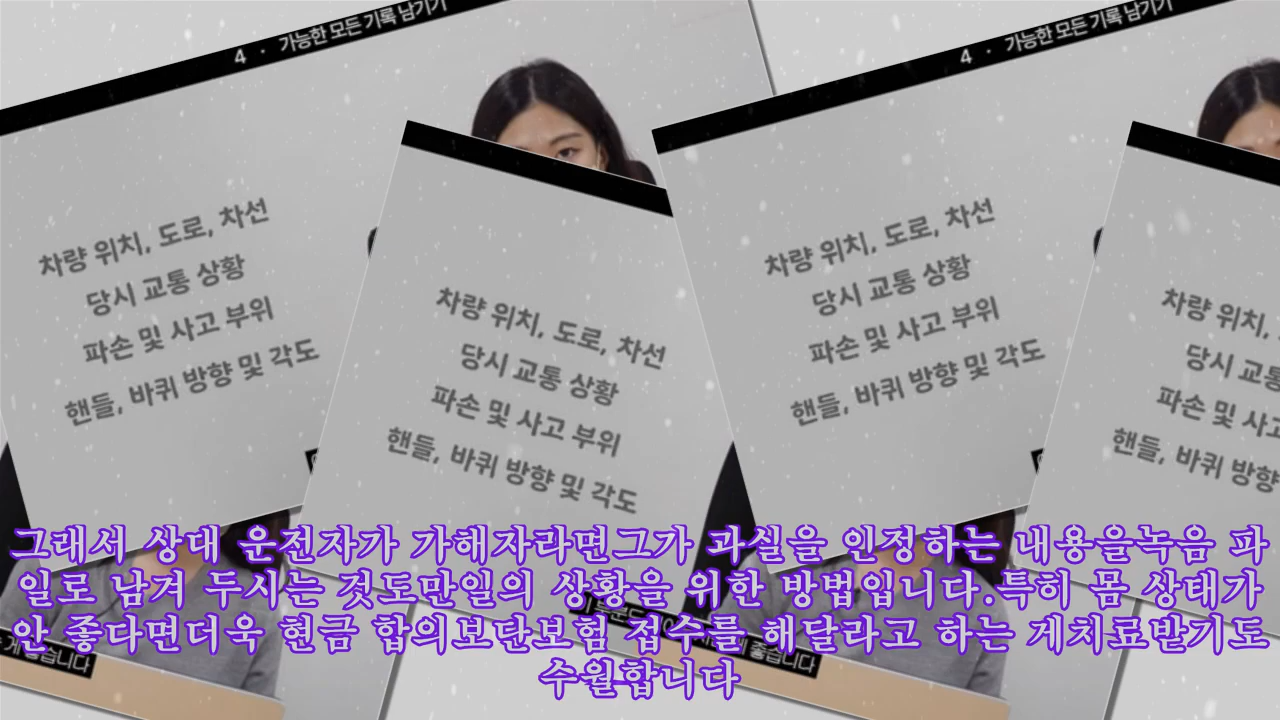 4 · 가능한 모든 기록 남기기
차량 위치, 도로, 차선
당시 교통 상황
파손 및 사고 부위
핸들, 바퀴 방향 및 각도
차량 위치, 도로, 차선
당시 교통 상황
파손 및 사고 부위
핸들, 바퀴 방향 및 각도
4 · 가능한 모든 기록 남기기
차량 위치, 도로, 차선
당시 교통 상황
파손 및 사고 부위
핸들, 바퀴 방향 및 각도
차량 위치,
당시 교통
파손 및 사
핸들, 바퀴 방향
그래서 상대 운전자가 가해자라면그가 과실을 인정하는 내용을녹음 파
일로 남겨 두시는 것도만일의 상황을 위한 방법입니다.특히 몸 상태가
안 좋다면더욱 현금 합의보단보험 접수를 해달라고 하는 게치료받기도
수월합니다